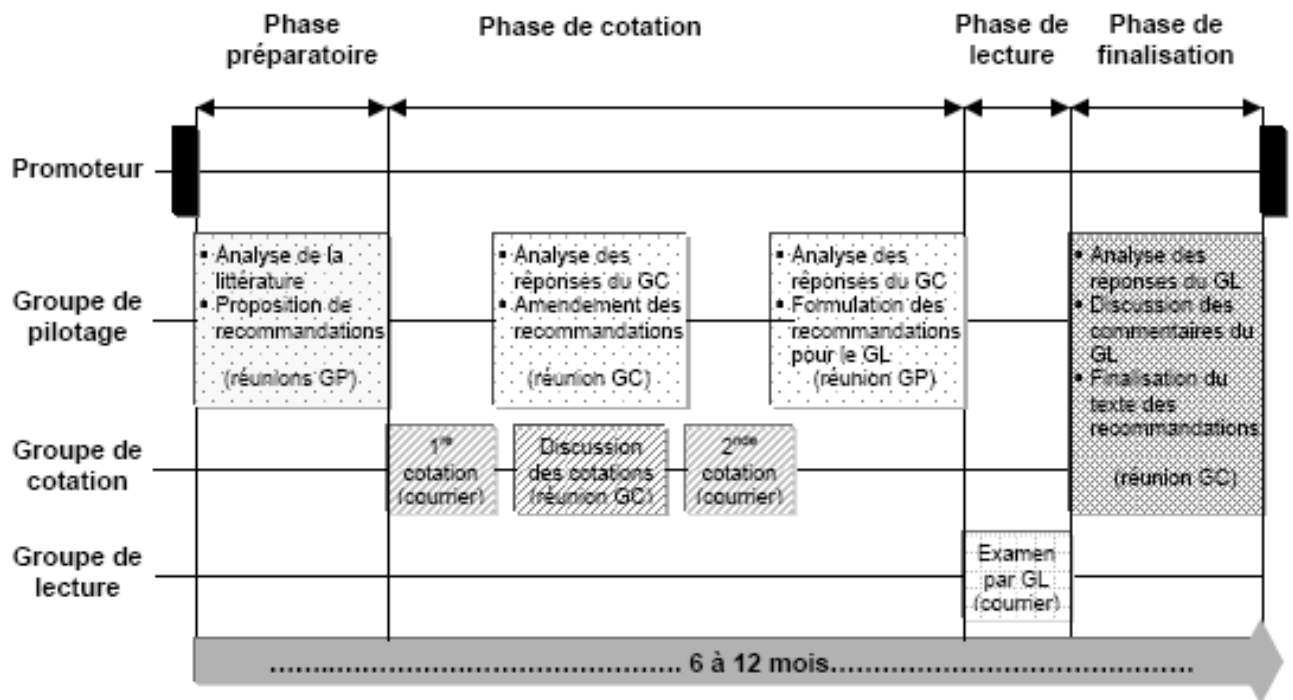 Phase
préparatoire
Phase de cotation
Phase de
lecture
Phase de
finalisation
Promoteur
Groupe de
pilotage
▪ Analyse de la
littérature
▪ Proposition de
recommandations
(réunions GP)
▪ Analyse des
réponses du GC
▪ Amendement des
recommandations
(réunion GC)
▪ Analyse des
réponses du GC
▪ Formulation des
recommandations
pour le GL
(réunion GP)
▪ Analyse des
réponses du GL
▪ Discussion des
commentaires du
GL
▪ Finalisation du
texte des
recommandations
(réunion GC)
Groupe de
cotation
1re
cotation
(courrier)
Discussion
des cotations
(réunion GC)
2nde
cotation
(courrier)
Groupe de
lecture
Examen
par GL
(courrier)
6 à 12 mois